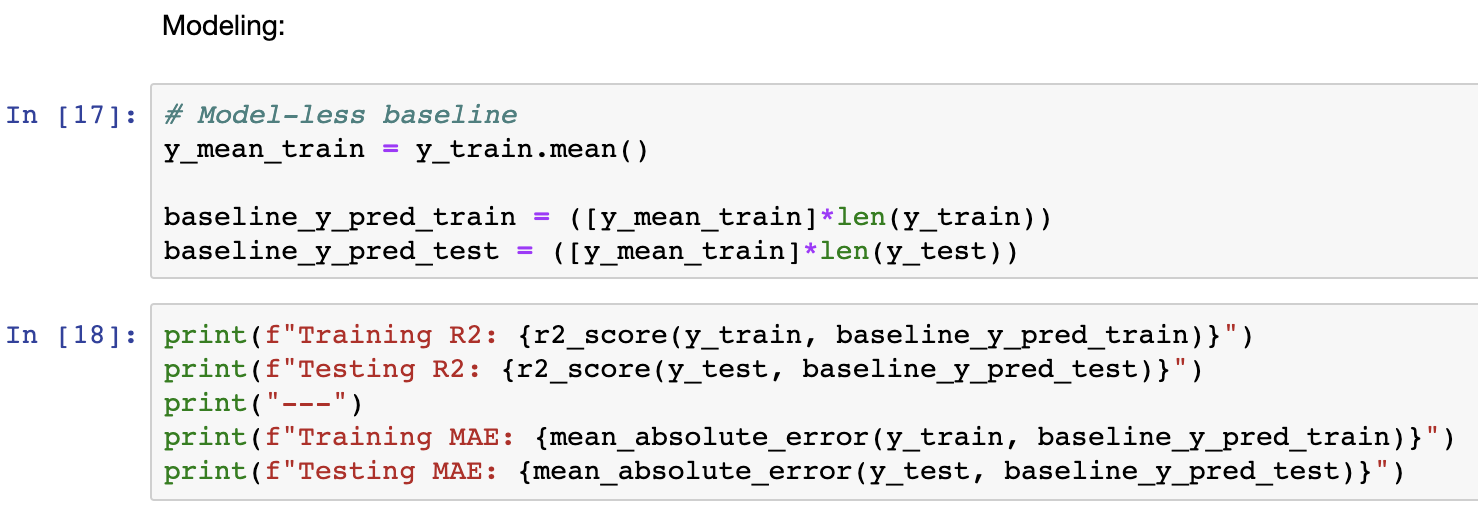 Modeling:
In [17]:
# Model-less baseline
y_mean_train = y_train.mean()
baseline_y_pred_train = ([y_mean_train]*len(y_train))
baseline_y_pred_test = ([y_mean_train]*len(y_test))
In [18]:
print(f"Training R2: {r2_score(y_train, baseline_y_pred_train)}")
print(f"Testing R2: {r2_score(y_test, baseline_y_pred_test)}")
print("---")
print(f"Training MAE: {mean_absolute_error(y_train, baseline_y_pred_train)}")
print(f"Testing MAE: {mean_absolute_error(y_test, baseline_y_pred_test)}")